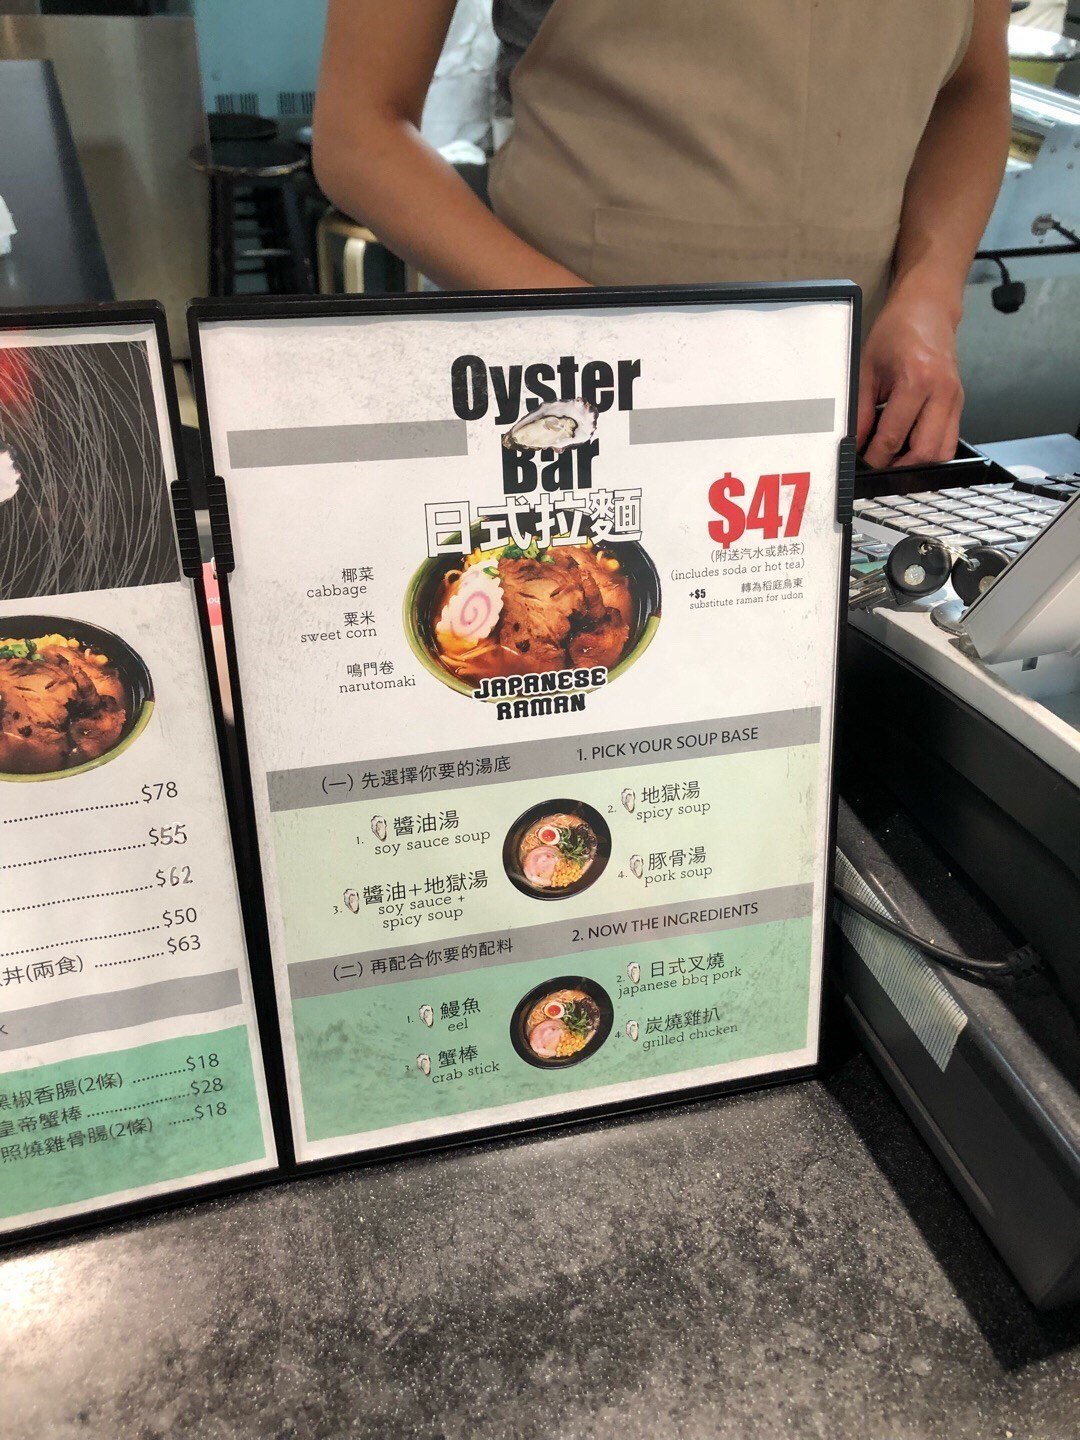 Oyster
Bar
日式拉麵
$47
(附送汽水或熱茶)
(includes soda or hot tea)
+$5 轉為稻庭烏東
substitute raman for udon
椰菜
cabbage
粟米
sweet corn
鳴門卷
narutomaki
JAPANESE
RAMAN
(一) 先選擇你要的湯底 1. PICK YOUR SOUP BASE
1. 醬油湯
soy sauce soup
2. 地獄湯
spicy soup
3. 醬油+地獄湯
soy sauce +
spicy soup
4. 豚骨湯
pork soup
(二) 再配合你要的配料 2. NOW THE INGREDIENTS
1. 鰻魚
eel
2. 日式叉燒
japanese bbq pork
3. 蟹棒
crab stick
4. 炭燒雞扒
grilled chicken
$78
$55
$62
$50
丼(兩食) $63
黑椒香腸(2條) $18
皇帝蟹棒 $28
照燒雞骨腸(2條) $18